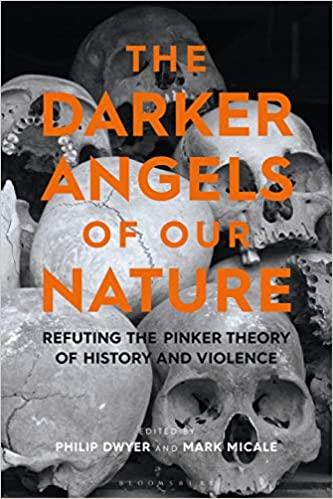 THE
DARKER
ANGELS
OF OUR
NATURE
REFUTING THE PINKER THEORY
OF HISTORY AND VIOLENCE
EDITED BY
PHILIP DWYER AND MARK MICALE
BLOOMSBURY